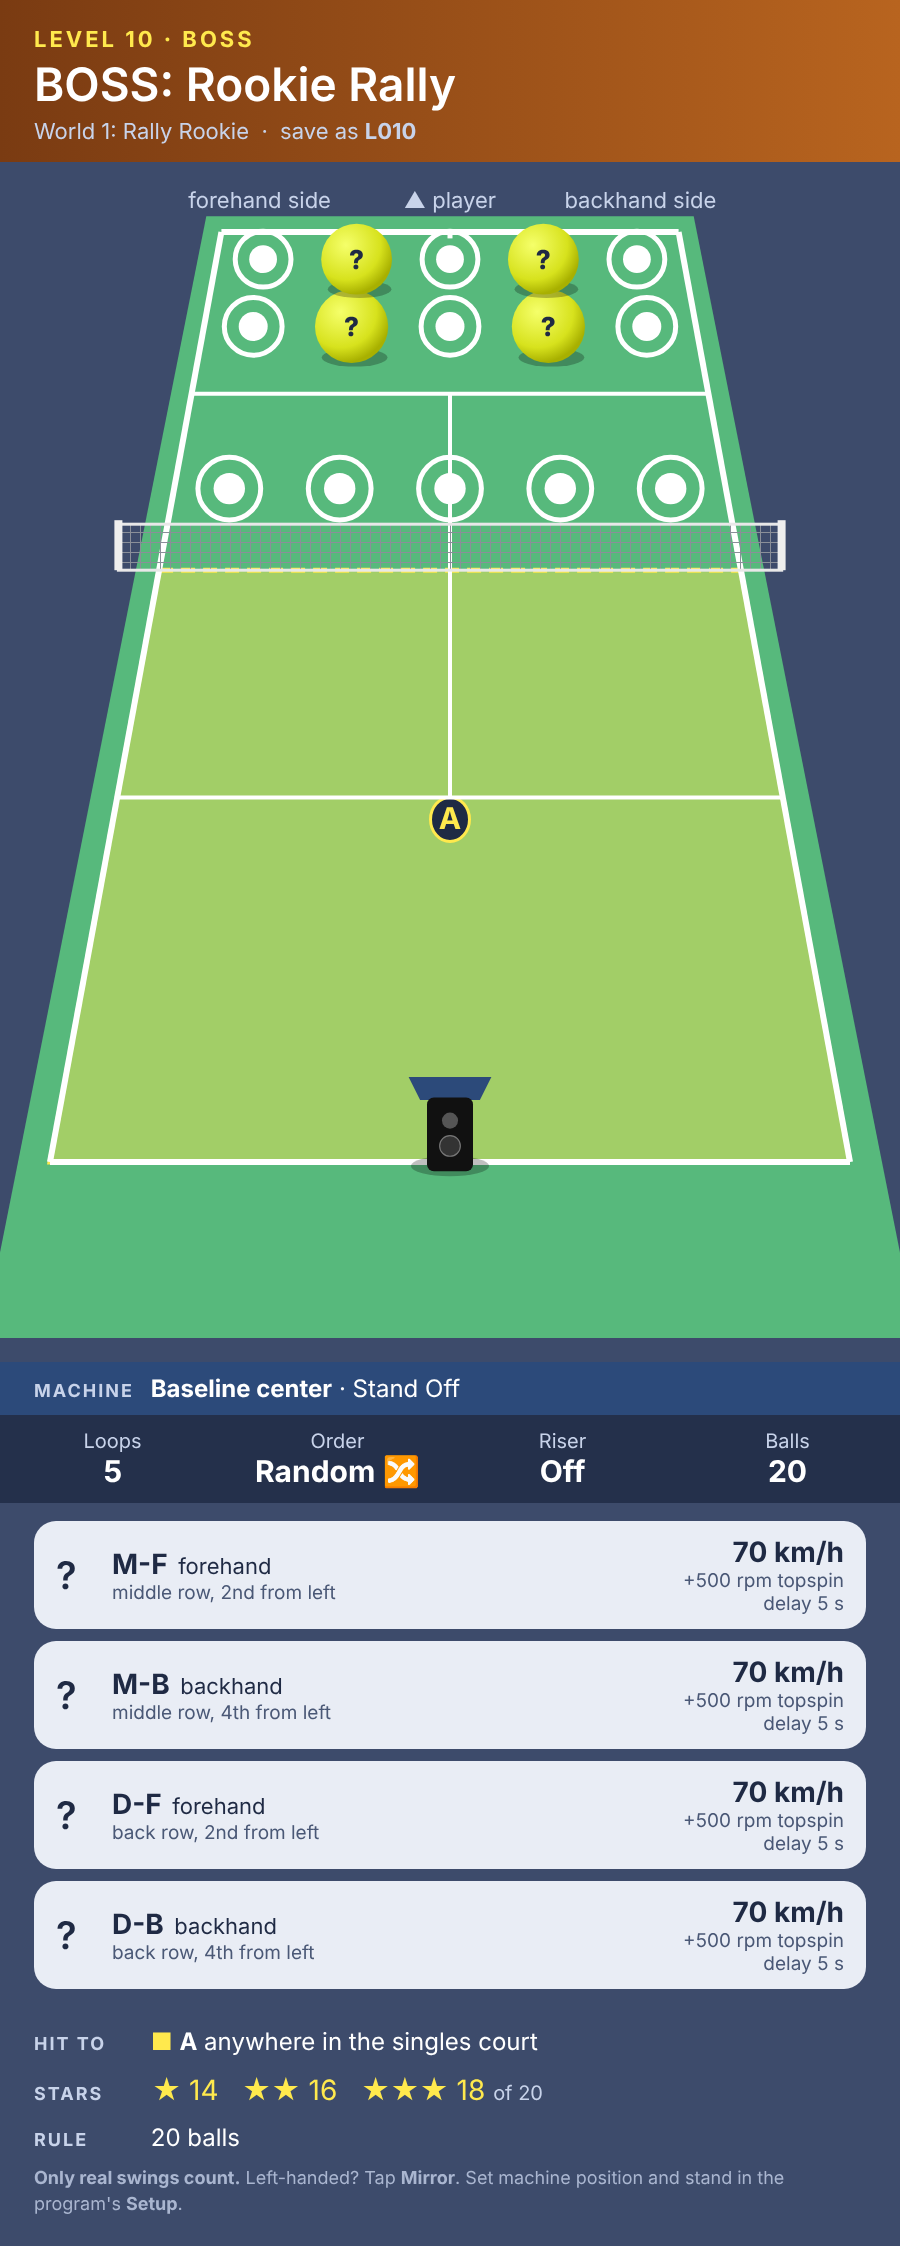 LEVEL 10 · BOSS
BOSS: Rookie Rally
World 1: Rally Rookie · save as L010
forehand side ▲ player backhand side
? ?
? ?
A
MACHINE Baseline center · Stand Off
Loops Order Riser Balls
5 Random 🔀 Off 20
? M-F forehand 70 km/h
middle row, 2nd from left +500 rpm topspin
delay 5 s
? M-B backhand 70 km/h
middle row, 4th from left +500 rpm topspin
delay 5 s
? D-F forehand 70 km/h
back row, 2nd from left +500 rpm topspin
delay 5 s
? D-B backhand 70 km/h
back row, 4th from left +500 rpm topspin
delay 5 s
HIT TO ■ A anywhere in the singles court
STARS ★ 14 ★★ 16 ★★★ 18 of 20
RULE 20 balls
Only real swings count. Left-handed? Tap Mirror. Set machine position and stand in the
program's Setup.